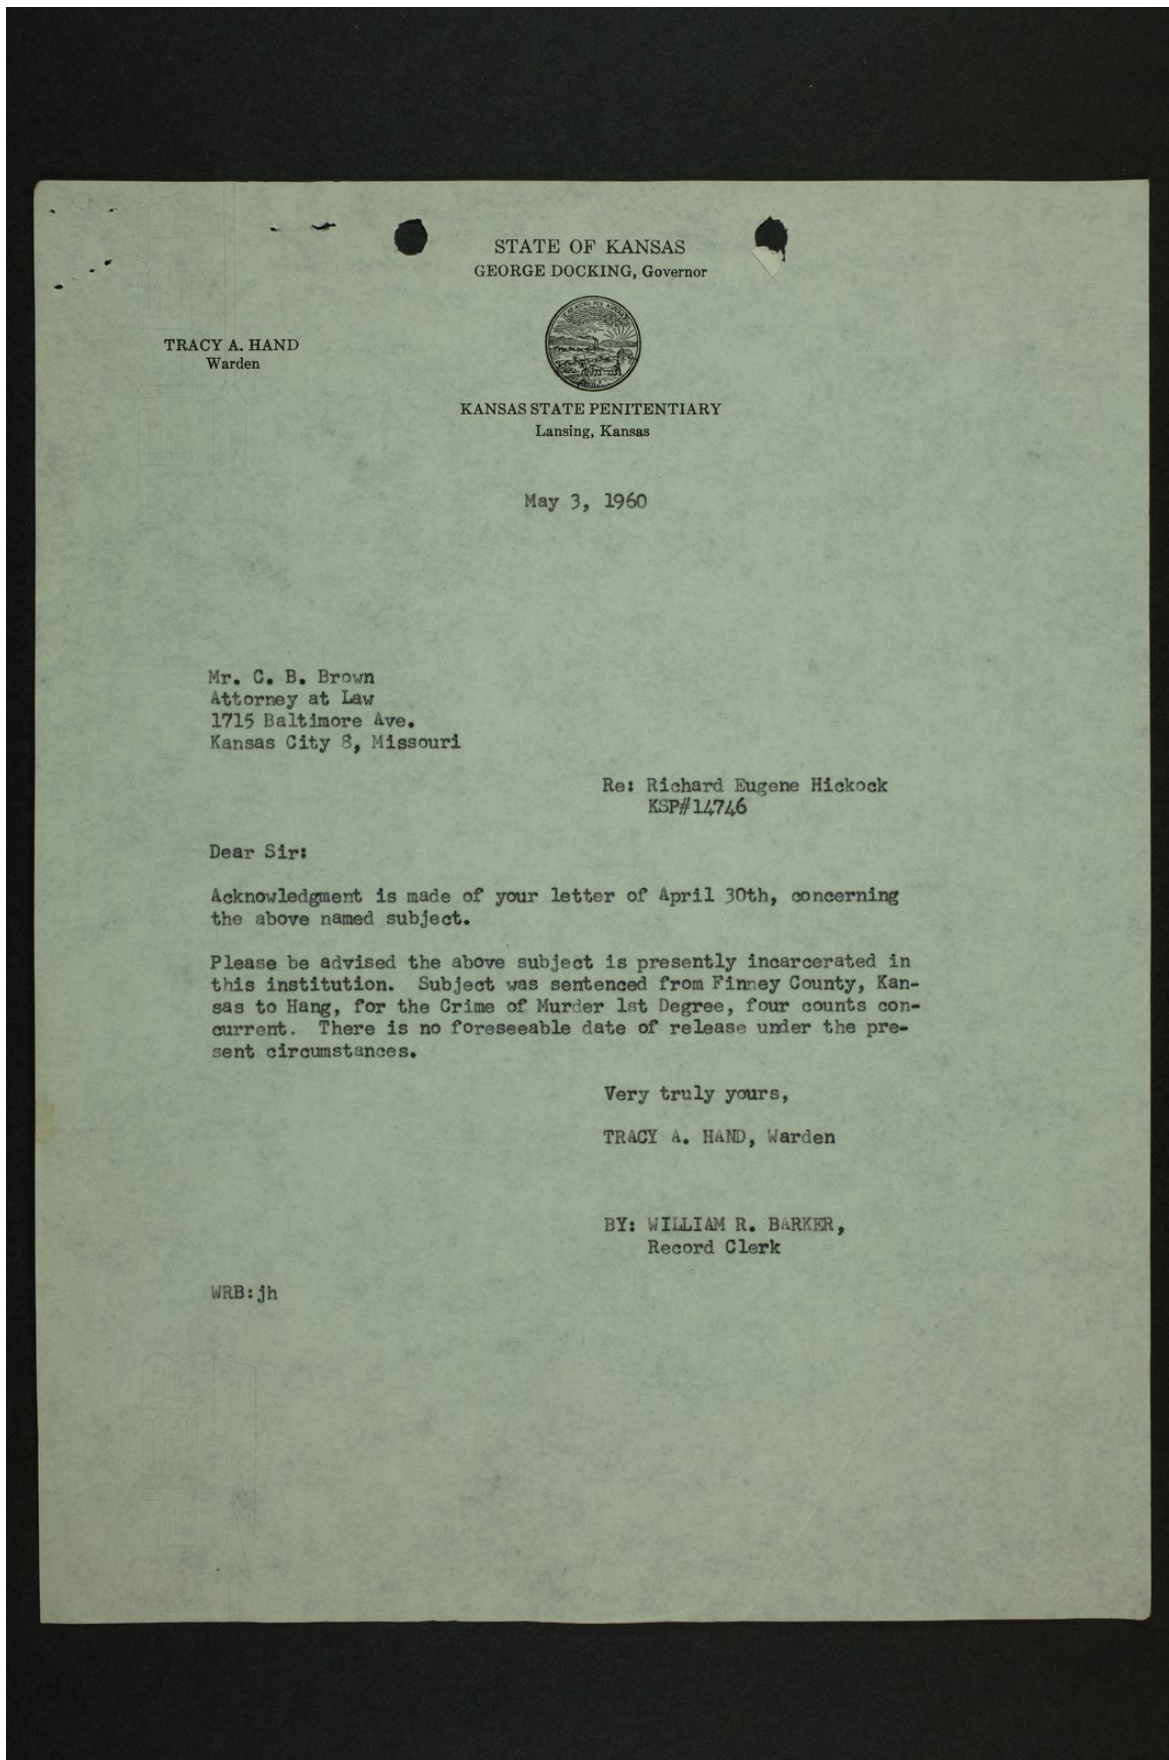 STATE OF KANSAS
GEORGE DOCKING, Governor
AD ASTRA PER ASPERA
TRACY A. HAND
Warden
KANSAS STATE PENITENTIARY
Lansing, Kansas
May 3, 1960
Mr. C. B. Brown
Attorney at Law
1715 Baltimore Ave.
Kansas City 8, Missouri
Re: Richard Eugene Hickock
KSP#14746
Dear Sir:
Acknowledgment is made of your letter of April 30th, concerning
the above named subject.
Please be advised the above subject is presently incarcerated in
this institution. Subject was sentenced from Finney County, Kan-
sas to Hang, for the Crime of Murder 1st Degree, four counts con-
current. There is no foreseeable date of release under the pre-
sent circumstances.
Very truly yours,
TRACY A. HAND, Warden
BY: WILLIAM R. BARKER,
Record Clerk
WRB:jh